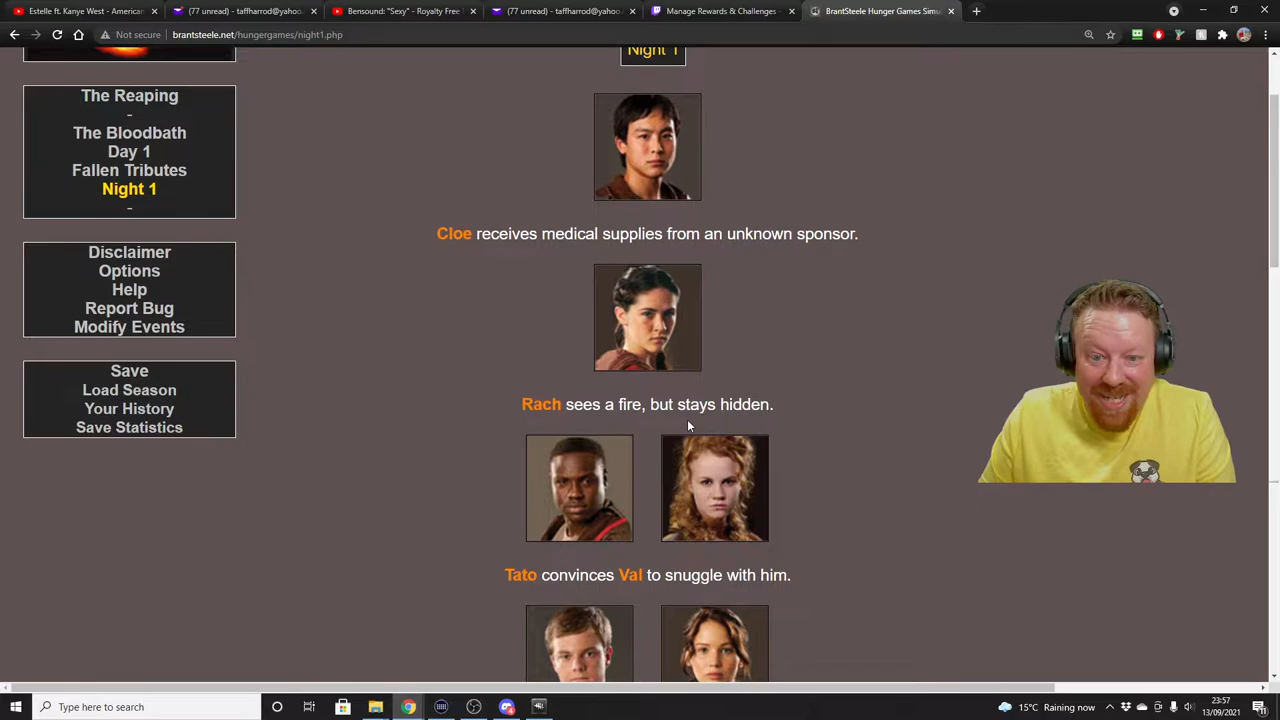 Estelle ft. Kanye West - American
(77 unread) - taffharrod@yahoo
Bensound: "Sexy" - Royalty Free
(77 unread) - taffharrod@yahoo.
Manage Rewards & Challenges -
BrantSteele Hunger Games Simu
Not secure | brantsteele.net/hungergames/night1.php
Night 1
The Reaping
-
The Bloodbath
Day 1
Fallen Tributes
Night 1
-
Disclaimer
Options
Help
Report Bug
Modify Events
Save
Load Season
Your History
Save Statistics
Cloe receives medical supplies from an unknown sponsor.
Rach sees a fire, but stays hidden.
Tato convinces Val to snuggle with him.
Type here to search
15°C Raining now
23:57
13/09/2021